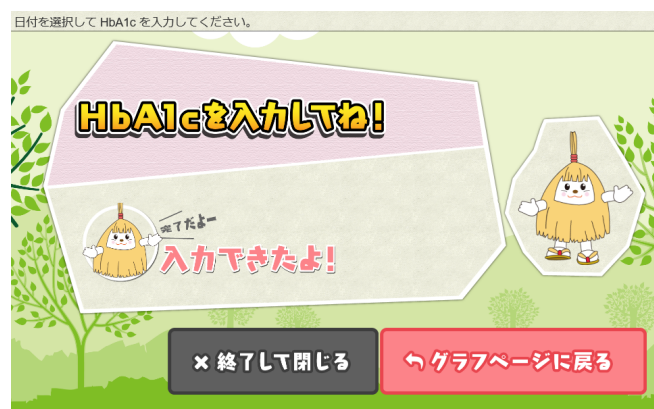 日付を選択して HbA1c を入力してください。
HbA1cを入力してね!
完了だよー
入力できたよ!
× 終了して閉じる
グラフページに戻る